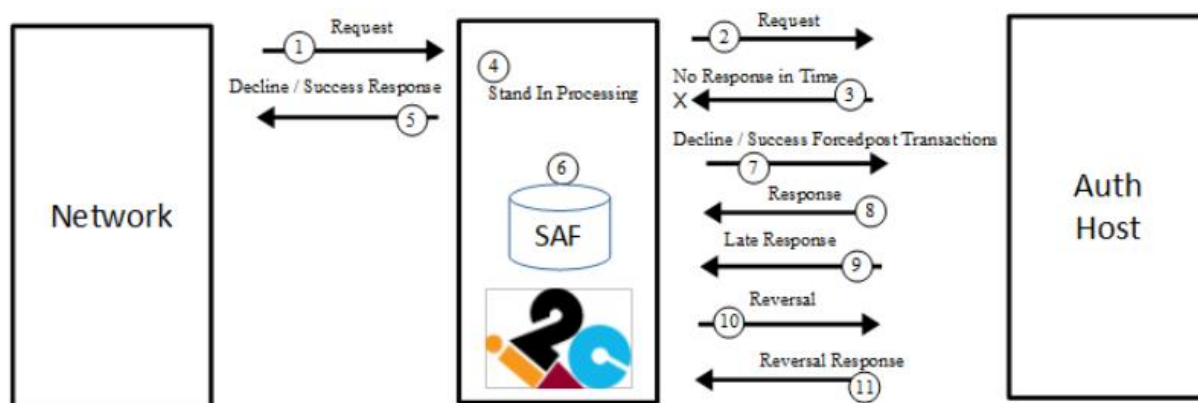 Network
Request
1
Decline / Success Response
5
4
Stand In Processing
6
SAF
i2c
Request
2
No Response in Time
X
3
Decline / Success Forcedpost Transactions
7
Response
8
Late Response
9
Reversal
10
Reversal Response
11
Auth
Host